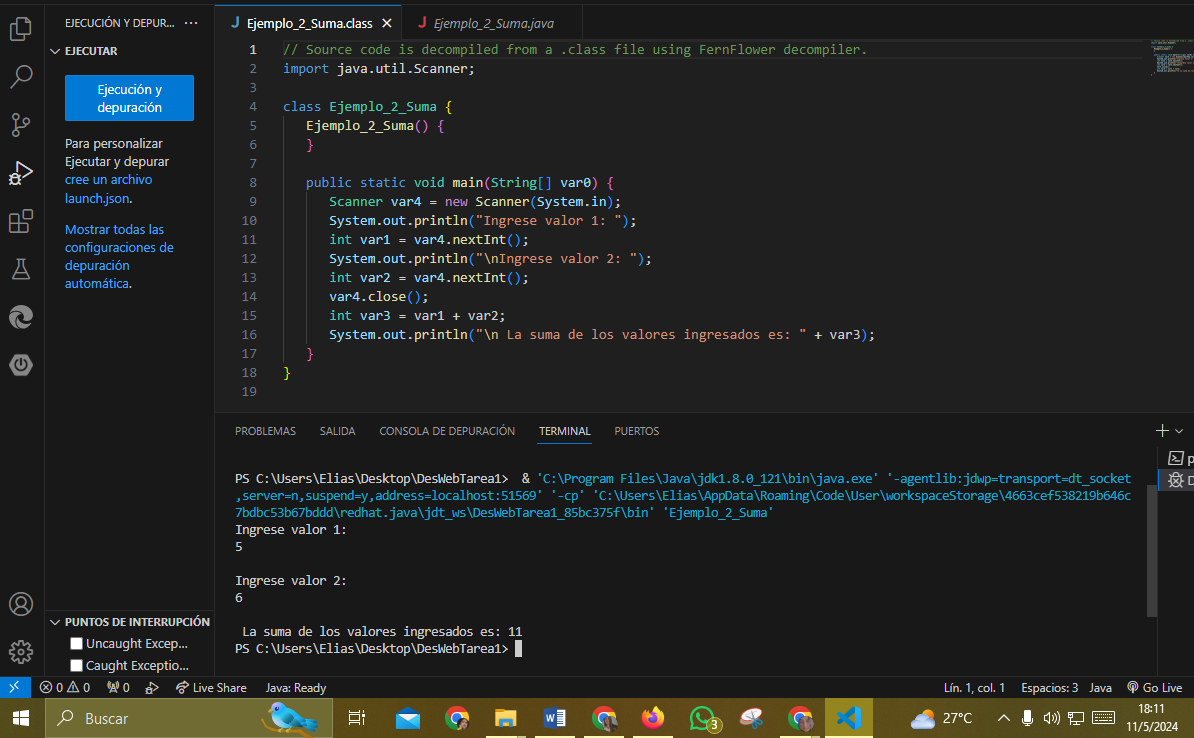 EJECUCIÓN Y DEPUR... ···
EJECUTAR
Ejecución y
depuración
Para personalizar
Ejecutar y depurar
cree un archivo
launch.json.
Mostrar todas las
configuraciones de
depuración
automática.
PUNTOS DE INTERRUPCIÓN
Uncaught Excep...
Caught Exceptio...
J Ejemplo_2_Suma.class × J Ejemplo_2_Suma.java
1 // Source code is decompiled from a .class file using FernFlower decompiler.
2 import java.util.Scanner;
3
4 class Ejemplo_2_Suma {
5 Ejemplo_2_Suma() {
6 }
7
8 public static void main(String[] var0) {
9 Scanner var4 = new Scanner(System.in);
10 System.out.println("Ingrese valor 1: ");
11 int var1 = var4.nextInt();
12 System.out.println("\nIngrese valor 2: ");
13 int var2 = var4.nextInt();
14 var4.close();
15 int var3 = var1 + var2;
16 System.out.println("\n La suma de los valores ingresados es: " + var3);
17 }
18 }
19
PROBLEMAS SALIDA CONSOLA DE DEPURACIÓN TERMINAL PUERTOS
PS C:\Users\Elias\Desktop\DesWebTarea1> & 'C:\Program Files\Java\jdk1.8.0_121\bin\java.exe' '-agentlib:jdwp=transport=dt_socket
,server=n,suspend=y,address=localhost:51569' '-cp' 'C:\Users\Elias\AppData\Roaming\Code\User\workspaceStorage\4663cef538219b646c
7bdbc53b67bddd\redhat.java\jdt_ws\DesWebTarea1_85bc375f\bin' 'Ejemplo_2_Suma'
Ingrese valor 1:
5
Ingrese valor 2:
6
La suma de los valores ingresados es: 11
PS C:\Users\Elias\Desktop\DesWebTarea1>
p
D
0 0 0 Live Share Java: Ready Lín. 1, col. 1 Espacios: 3 Java Go Live
Buscar W 3 27°C 18:11
11/5/2024